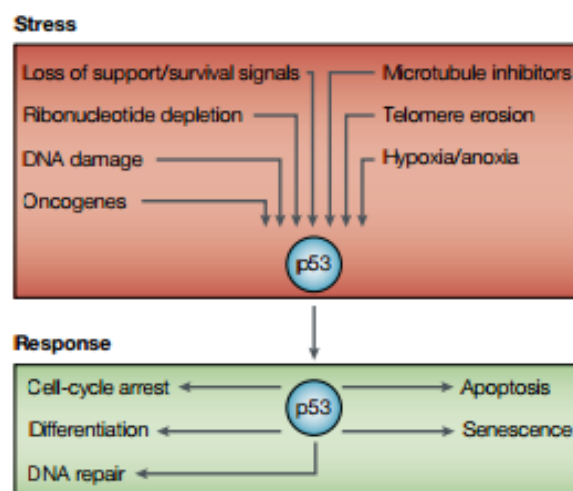 Stress
Loss of support/survival signals
Microtubule inhibitors
Ribonucleotide depletion
Telomere erosion
DNA damage
Hypoxia/anoxia
Oncogenes
p53
Response
Cell-cycle arrest
p53
Apoptosis
Differentiation
Senescence
DNA repair